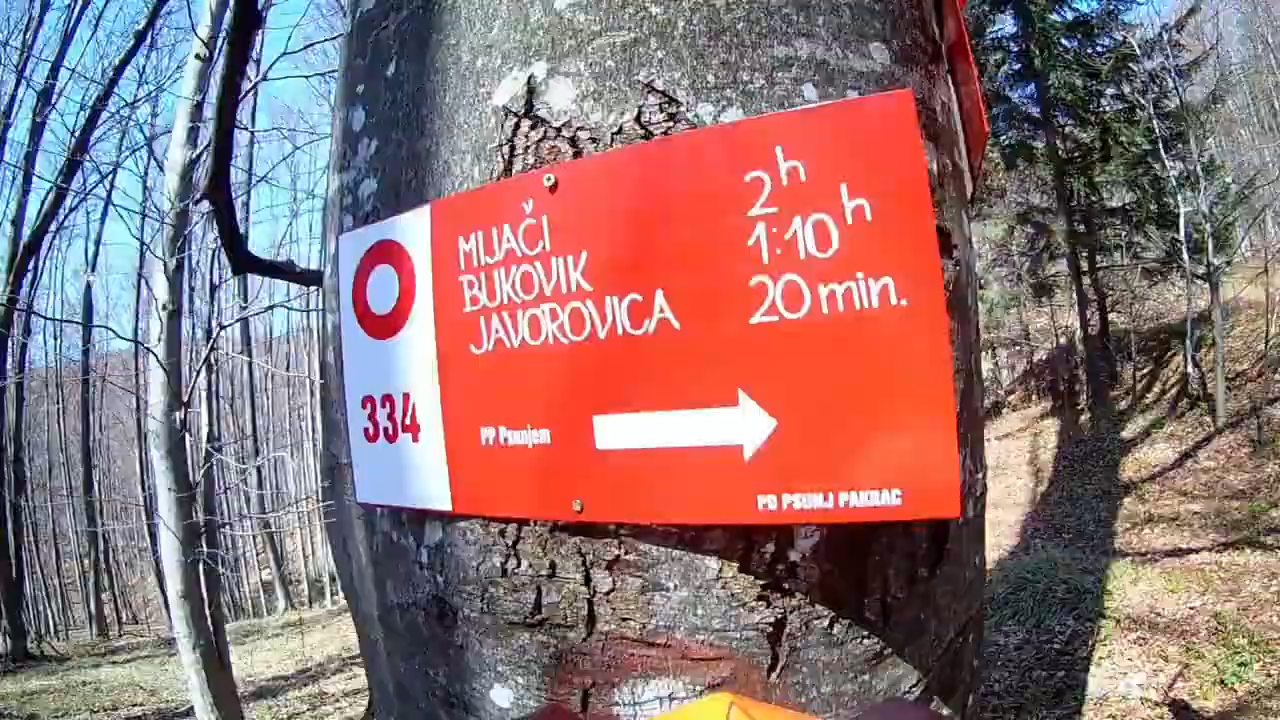 MIJAČI 2h
BUKOVIK 1:10h
JAVOROVICA 20 min.
334
PP Psunjem
PD PSUNJ PAKRAC